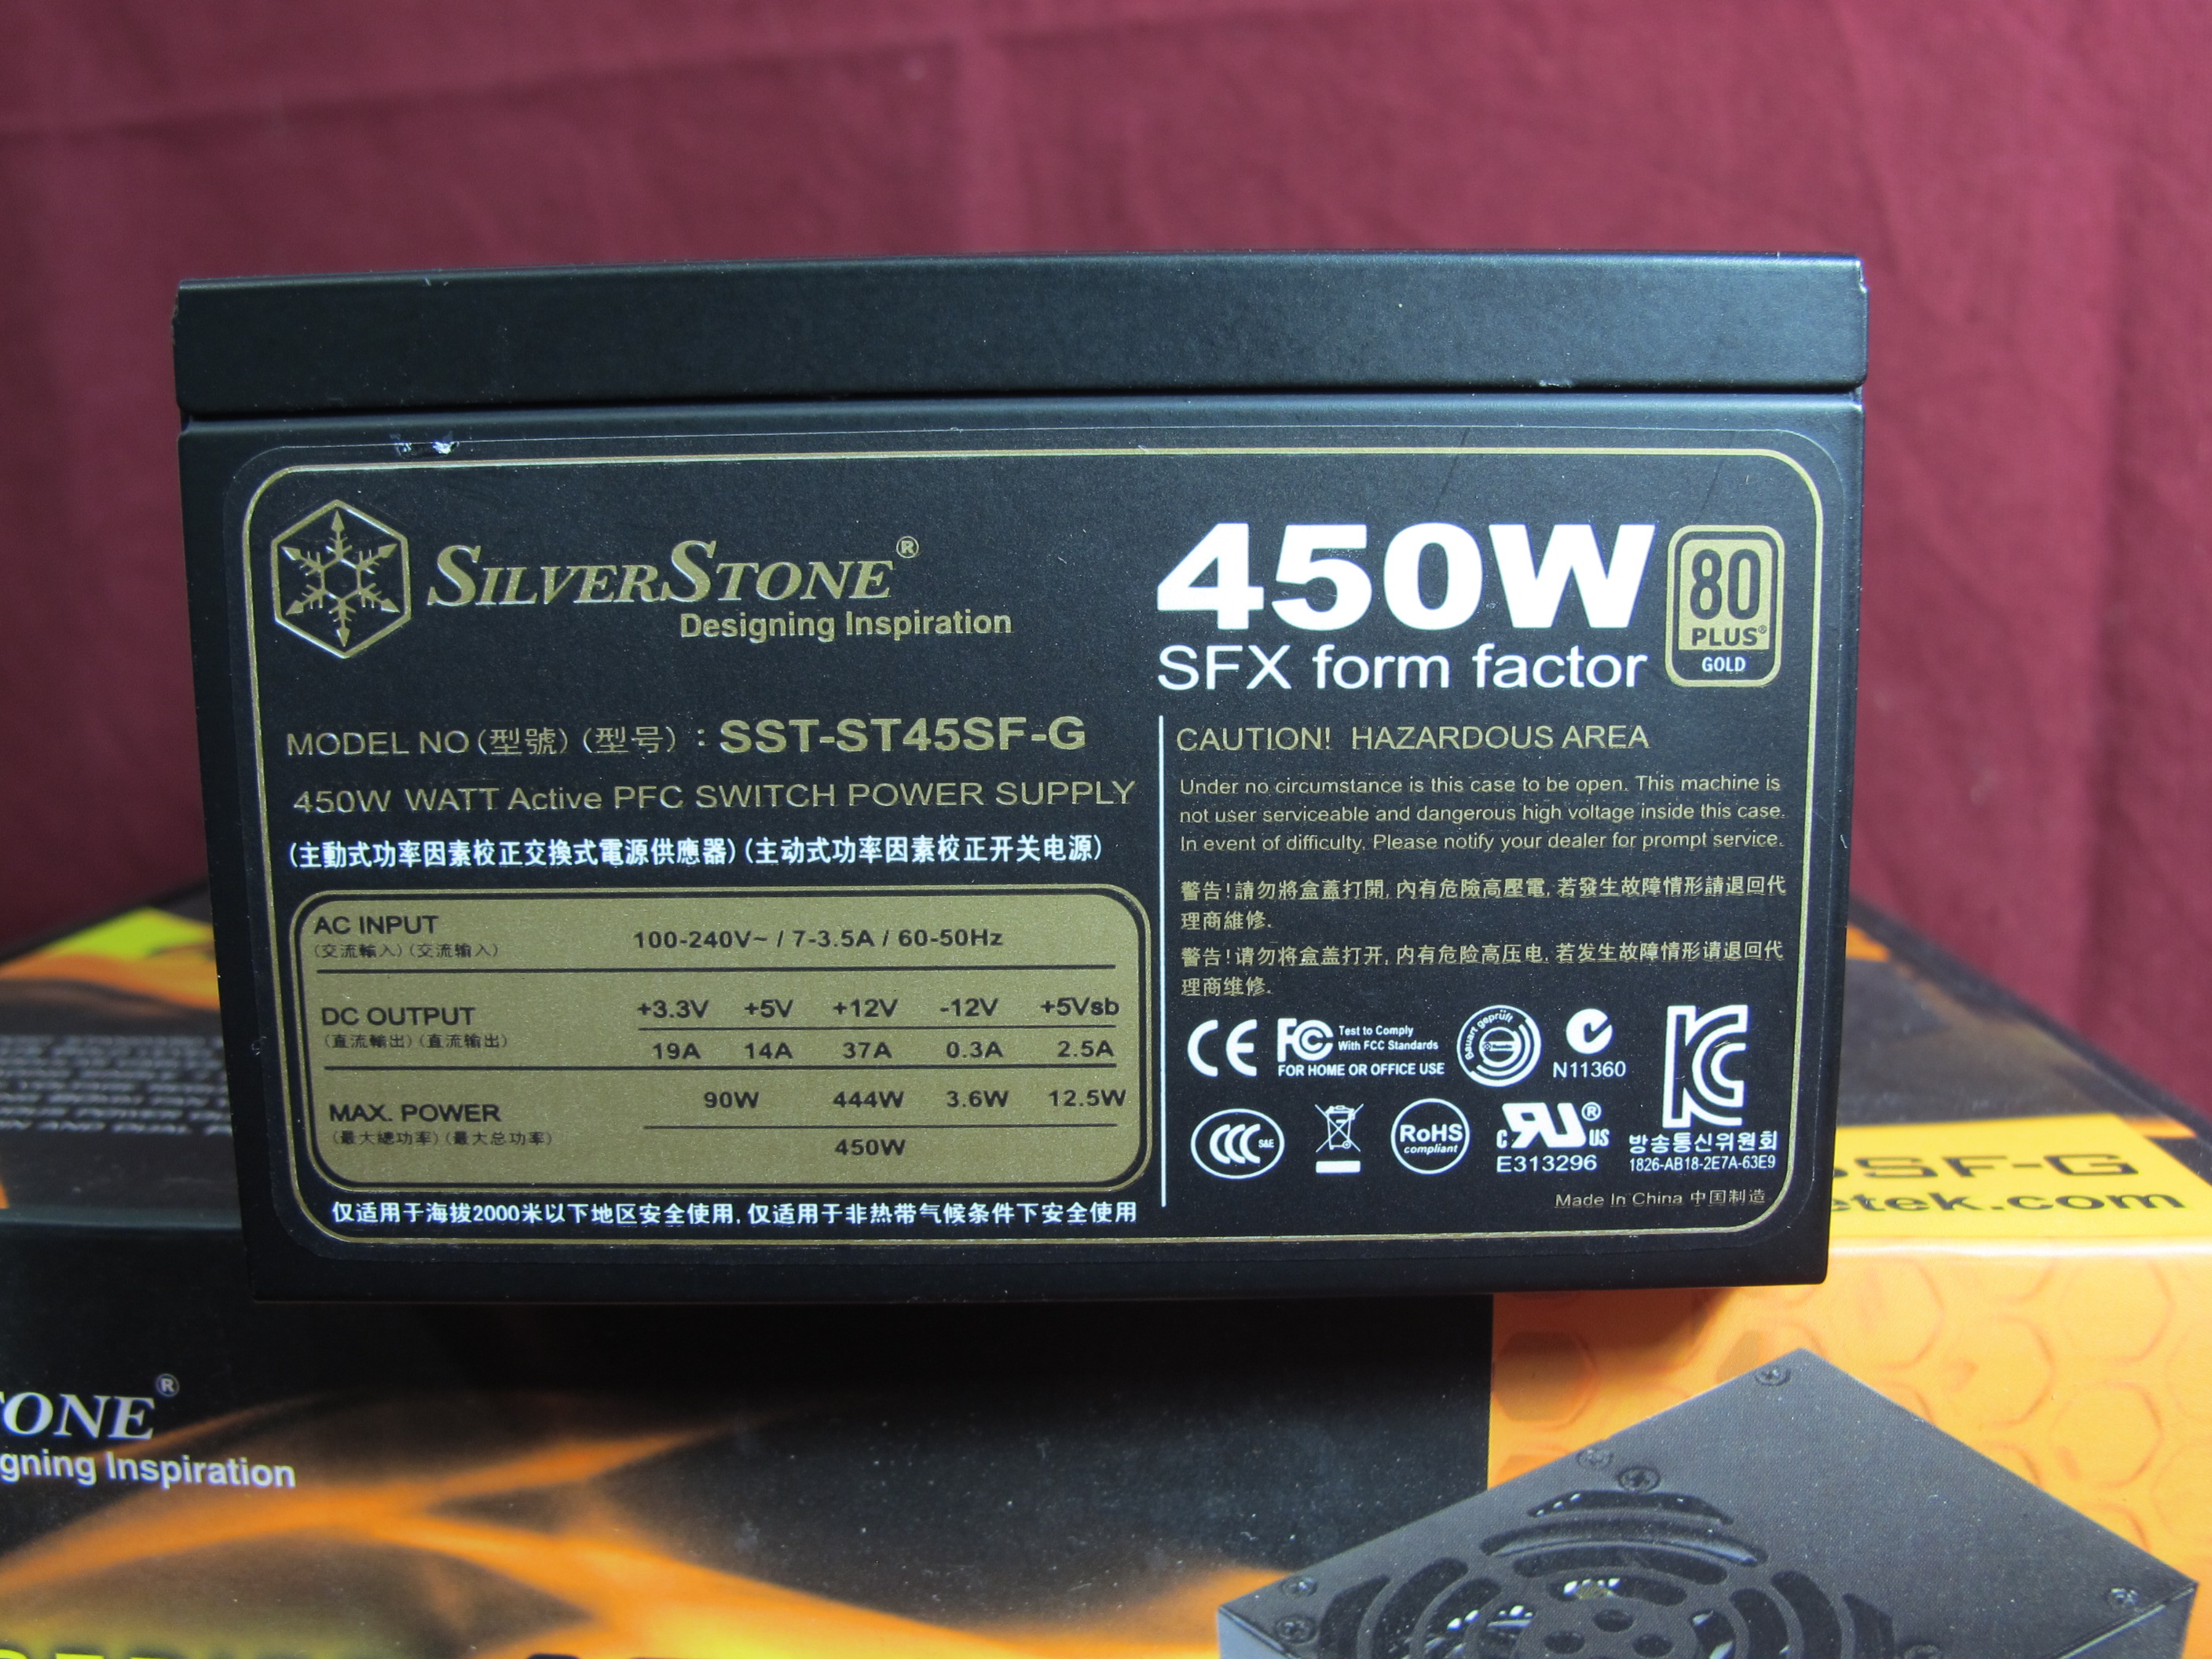 SILVERSTONE®
Designing Inspiration
450W
SFX form factor
80
PLUS®
GOLD
MODEL NO (型號) (型号) : SST-ST45SF-G
450W WATT Active PFC SWITCH POWER SUPPLY
(主動式功率因素校正交換式電源供應器) (主动式功率因素校正开关电源)
AC INPUT
(交流輸入) (交流输入)
100-240V~ / 7-3.5A / 60-50Hz
DC OUTPUT
(直流輸出) (直流输出)
+3.3V +5V +12V -12V +5Vsb
19A 14A 37A 0.3A 2.5A
MAX. POWER
(最大總功率) (最大总功率)
90W 444W 3.6W 12.5W
450W
仅适用于海拔2000米以下地区安全使用, 仅适用于非热带气候条件下安全使用
CAUTION! HAZARDOUS AREA
Under no circumstance is this case to be open. This machine is
not user serviceable and dangerous high voltage inside this case.
In event of difficulty, Please notify your dealer for prompt service.
警告!請勿將盒蓋打開, 內有危險高壓電, 若發生故障情形請退回代
理商維修.
警告!请勿将盒盖打开, 内有危险高压电, 若发生故障情形请退回代
理商维修.
CE
FC
Test to Comply
With FCC Standards
FOR HOME OR OFFICE USE
Bauart geprüft
N11360
CCC S&E
RoHS
compliant
c RU ® US
E313296
KC
방송통신위원회
1826-AB18-2E7A-63E9
Made In China 中国制造
SF-G
etek.com
TONE®
gning Inspiration